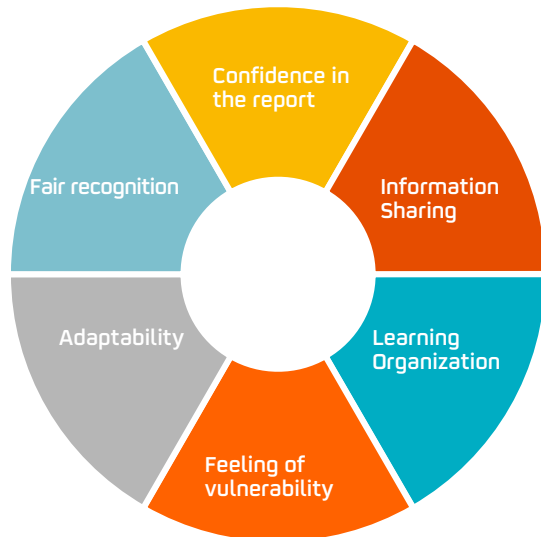 Confidence in
the report
Information
Sharing
Learning
Organization
Feeling of
vulnerability
Adaptability
Fair recognition